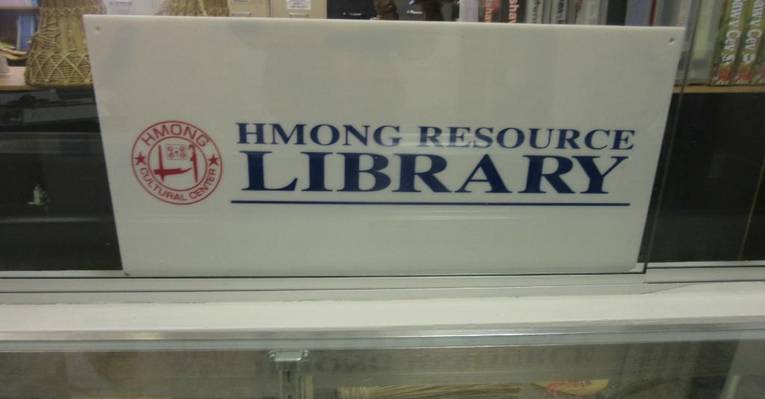 HMONG
CULTURAL CENTER
HMONG RESOURCE
LIBRARY